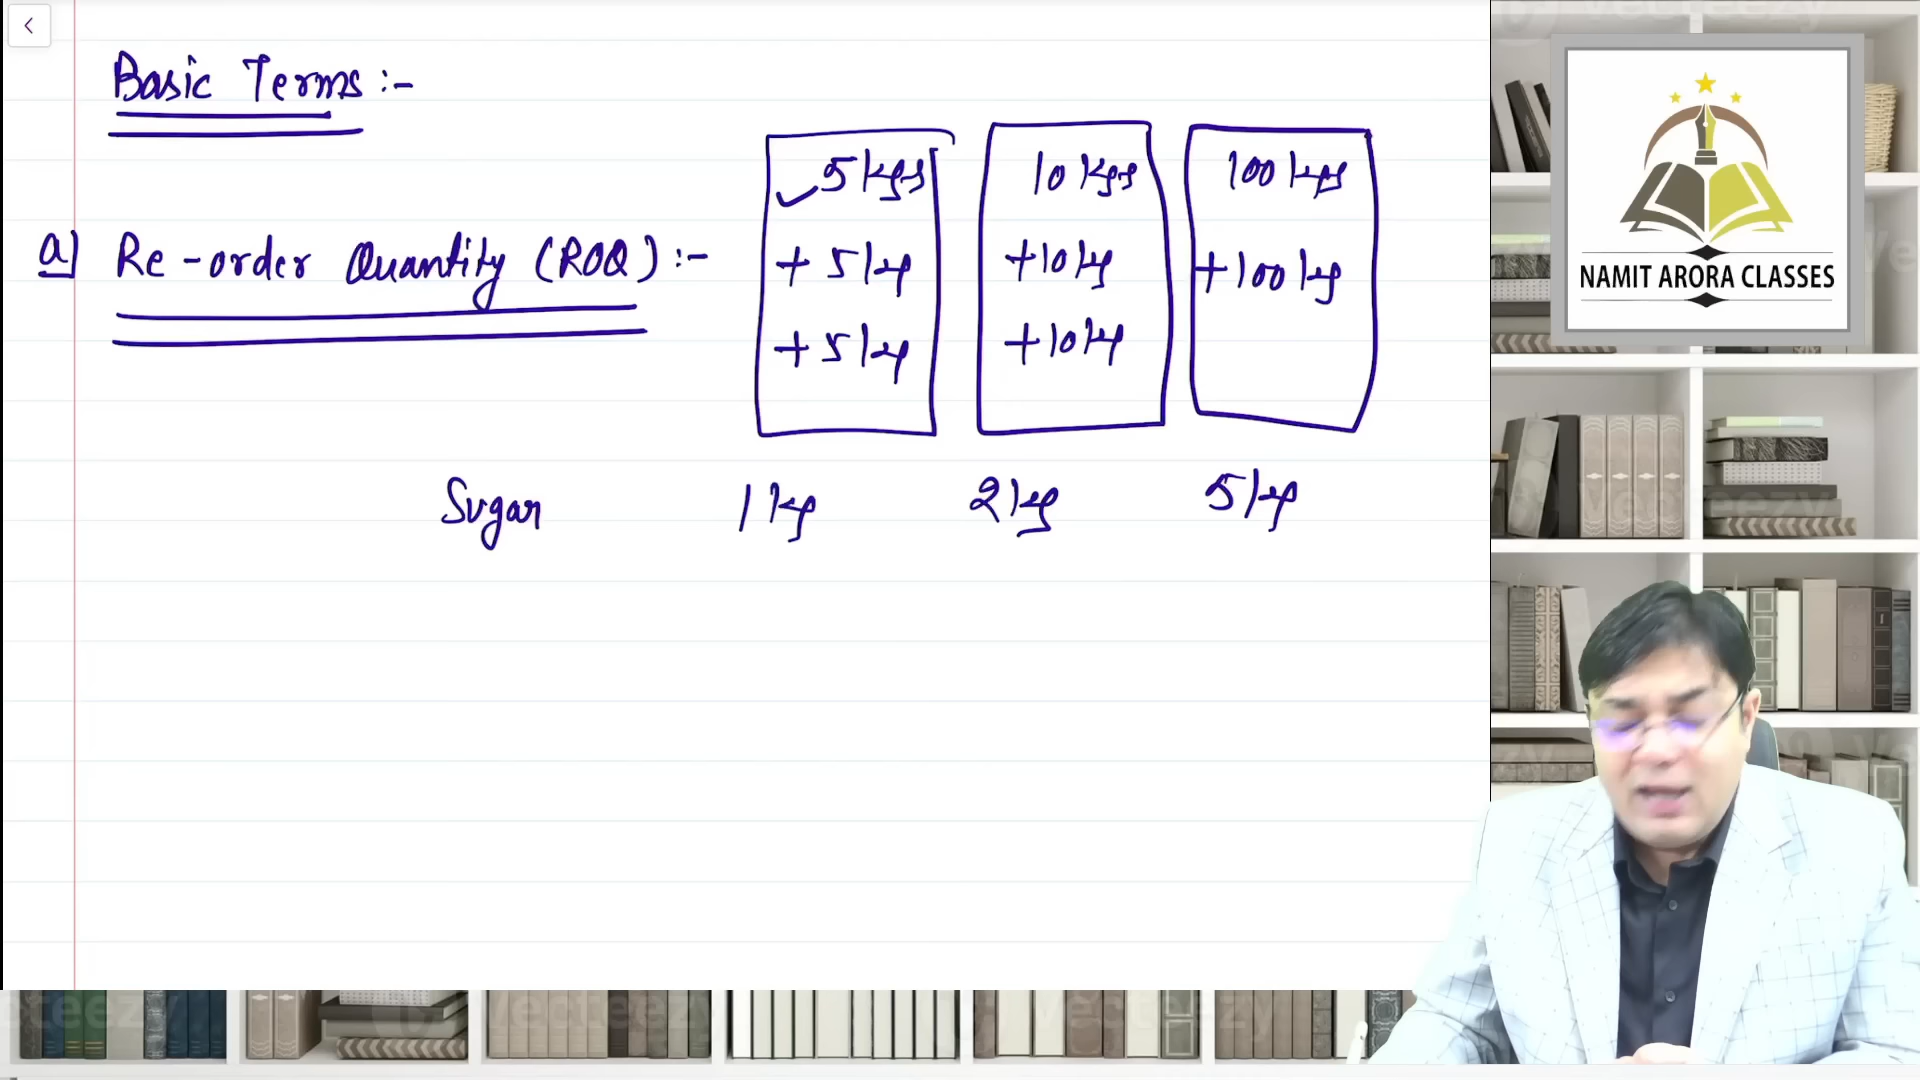 Basic Terms :-
a) Re-order Quantity (ROQ) :-
5 kgs
+ 5 kg
+ 5 kg
10 kgs
+10 kg
+10 kg
100 kgs
+100 kg
Sugar 1 kg 2 kg 5 kg
NAMIT ARORA CLASSES
Vecteezy